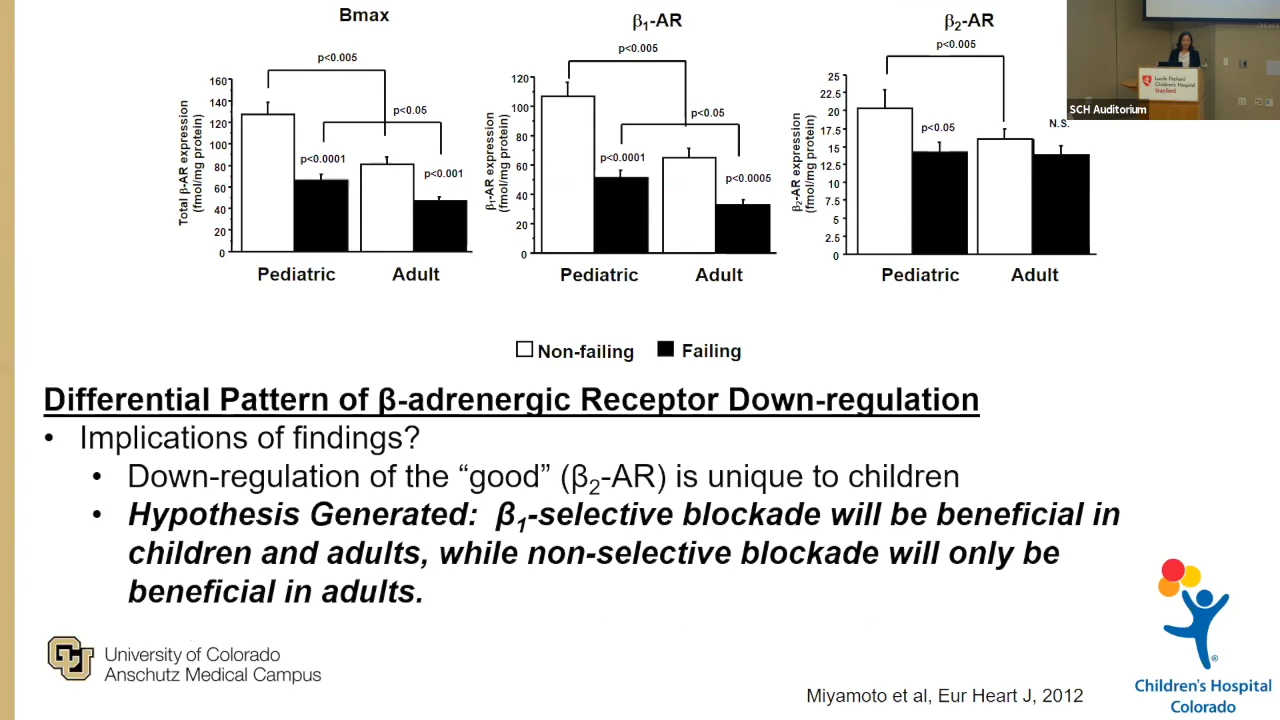 Bmax
β1-AR
β2-AR
p<0.005
p<0.005
p<0.005
p<0.05
p<0.05
N.S.
p<0.0001
p<0.001
p<0.0001
p<0.0005
p<0.05
Total β-AR expression
(fmol/mg protein)
160
140
120
100
80
60
40
20
0
β1-AR expression
(fmol/mg protein)
120
100
80
60
40
20
0
β2-AR expression
(fmol/mg protein)
25
22.5
20
17.5
15
12.5
10
7.5
5
2.5
0
Pediatric
Adult
Pediatric
Adult
Pediatric
Adult
Lucile Packard
Children's Hospital
Stanford
SCH Auditorium
Non-failing
Failing
Differential Pattern of β-adrenergic Receptor Down-regulation
• Implications of findings?
• Down-regulation of the “good” (β2-AR) is unique to children
• Hypothesis Generated: β1-selective blockade will be beneficial in
children and adults, while non-selective blockade will only be
beneficial in adults.
University of Colorado
Anschutz Medical Campus
Miyamoto et al, Eur Heart J, 2012
Children's Hospital
Colorado